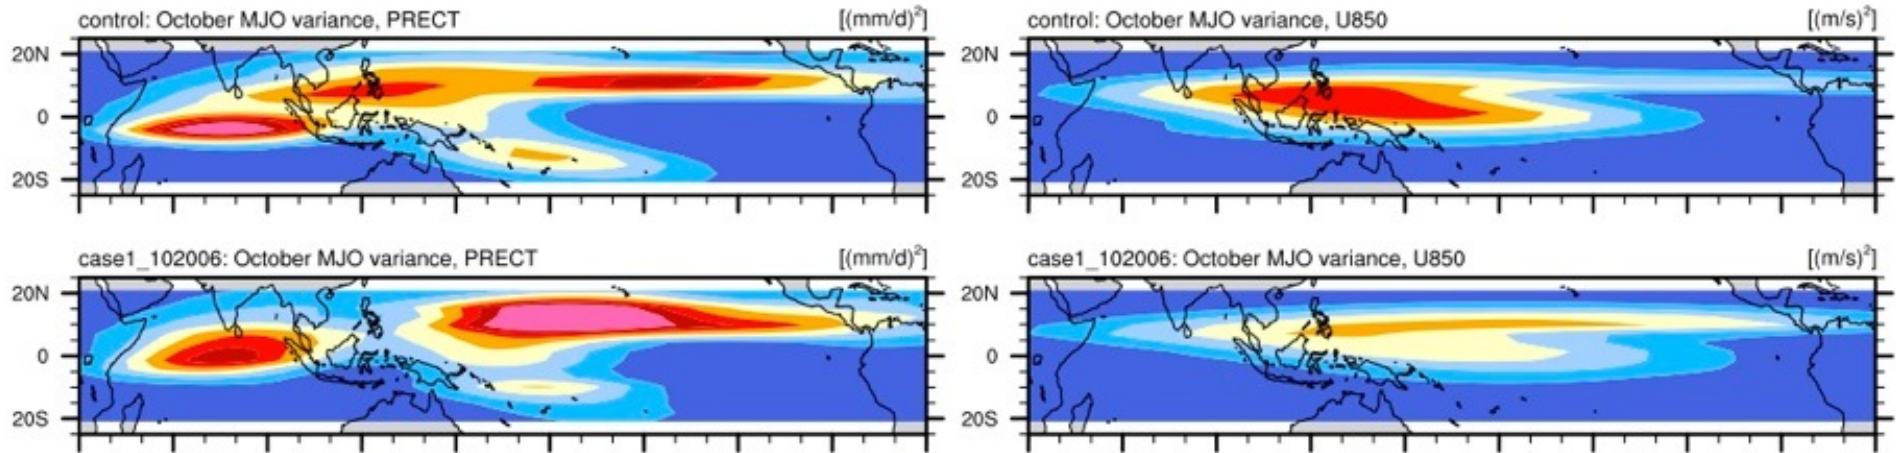 control: October MJO variance, PRECT [(mm/d)²]
20N
0
20S
control: October MJO variance, U850 [(m/s)²]
20N
0
20S
case1_102006: October MJO variance, PRECT [(mm/d)²]
20N
0
20S
case1_102006: October MJO variance, U850 [(m/s)²]
20N
0
20S